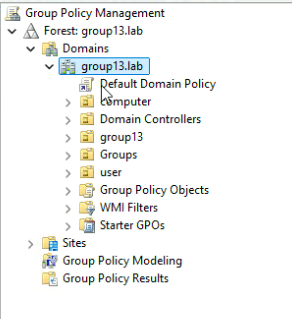 Group Policy Management
Forest: group13.lab
Domains
group13.lab
Default Domain Policy
computer
Domain Controllers
group13
Groups
user
Group Policy Objects
WMI Filters
Starter GPOs
Sites
Group Policy Modeling
Group Policy Results